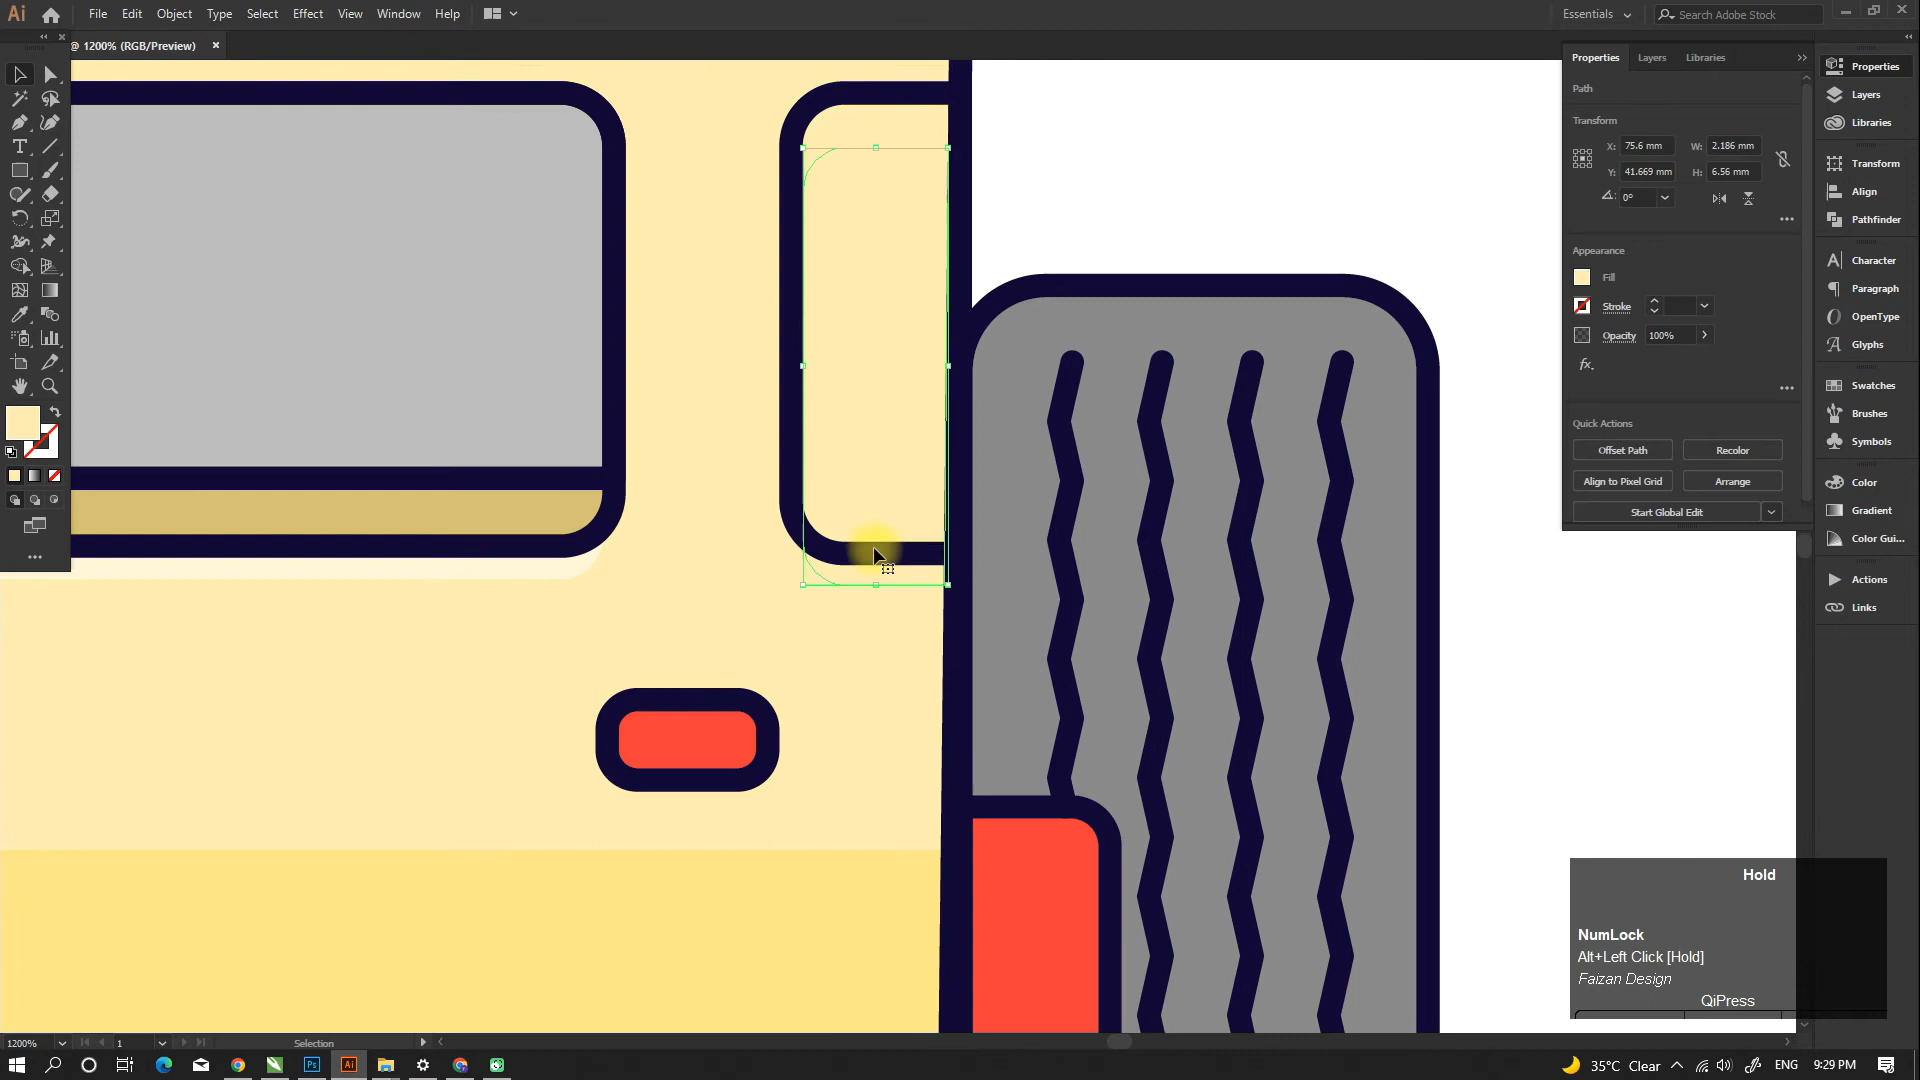 Ai File Edit Object Type Select Effect View Window Help Essentials Search Adobe Stock
@ 1200% (RGB/Preview) ×
Properties Layers Libraries
Path
Transform
X: 75.6 mm W: 2.186 mm
Y: 41.669 mm H: 6.56 mm
0°
Appearance
Fill
Stroke
Opacity 100%
fx.
Quick Actions
Offset Path Recolor
Align to Pixel Grid Arrange
Start Global Edit
Properties
Layers
Libraries
Transform
Align
Pathfinder
Character
Paragraph
OpenType
Glyphs
Swatches
Brushes
Symbols
Color
Gradient
Color Gui...
Actions
Links
Hold
NumLock
Alt+Left Click [Hold]
Faizan Design
QiPress
1200% 1 Selection
Ps Ai 35°C Clear ENG 9:29 PM